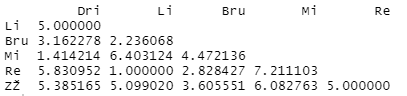 Dri Li Bru Mi Re
Li 5.000000
Bru 3.162278 2.236068
Mi 1.414214 6.403124 4.472136
Re 5.830952 1.000000 2.828427 7.211103
ZŽ 5.385165 5.099020 3.605551 6.082763 5.000000